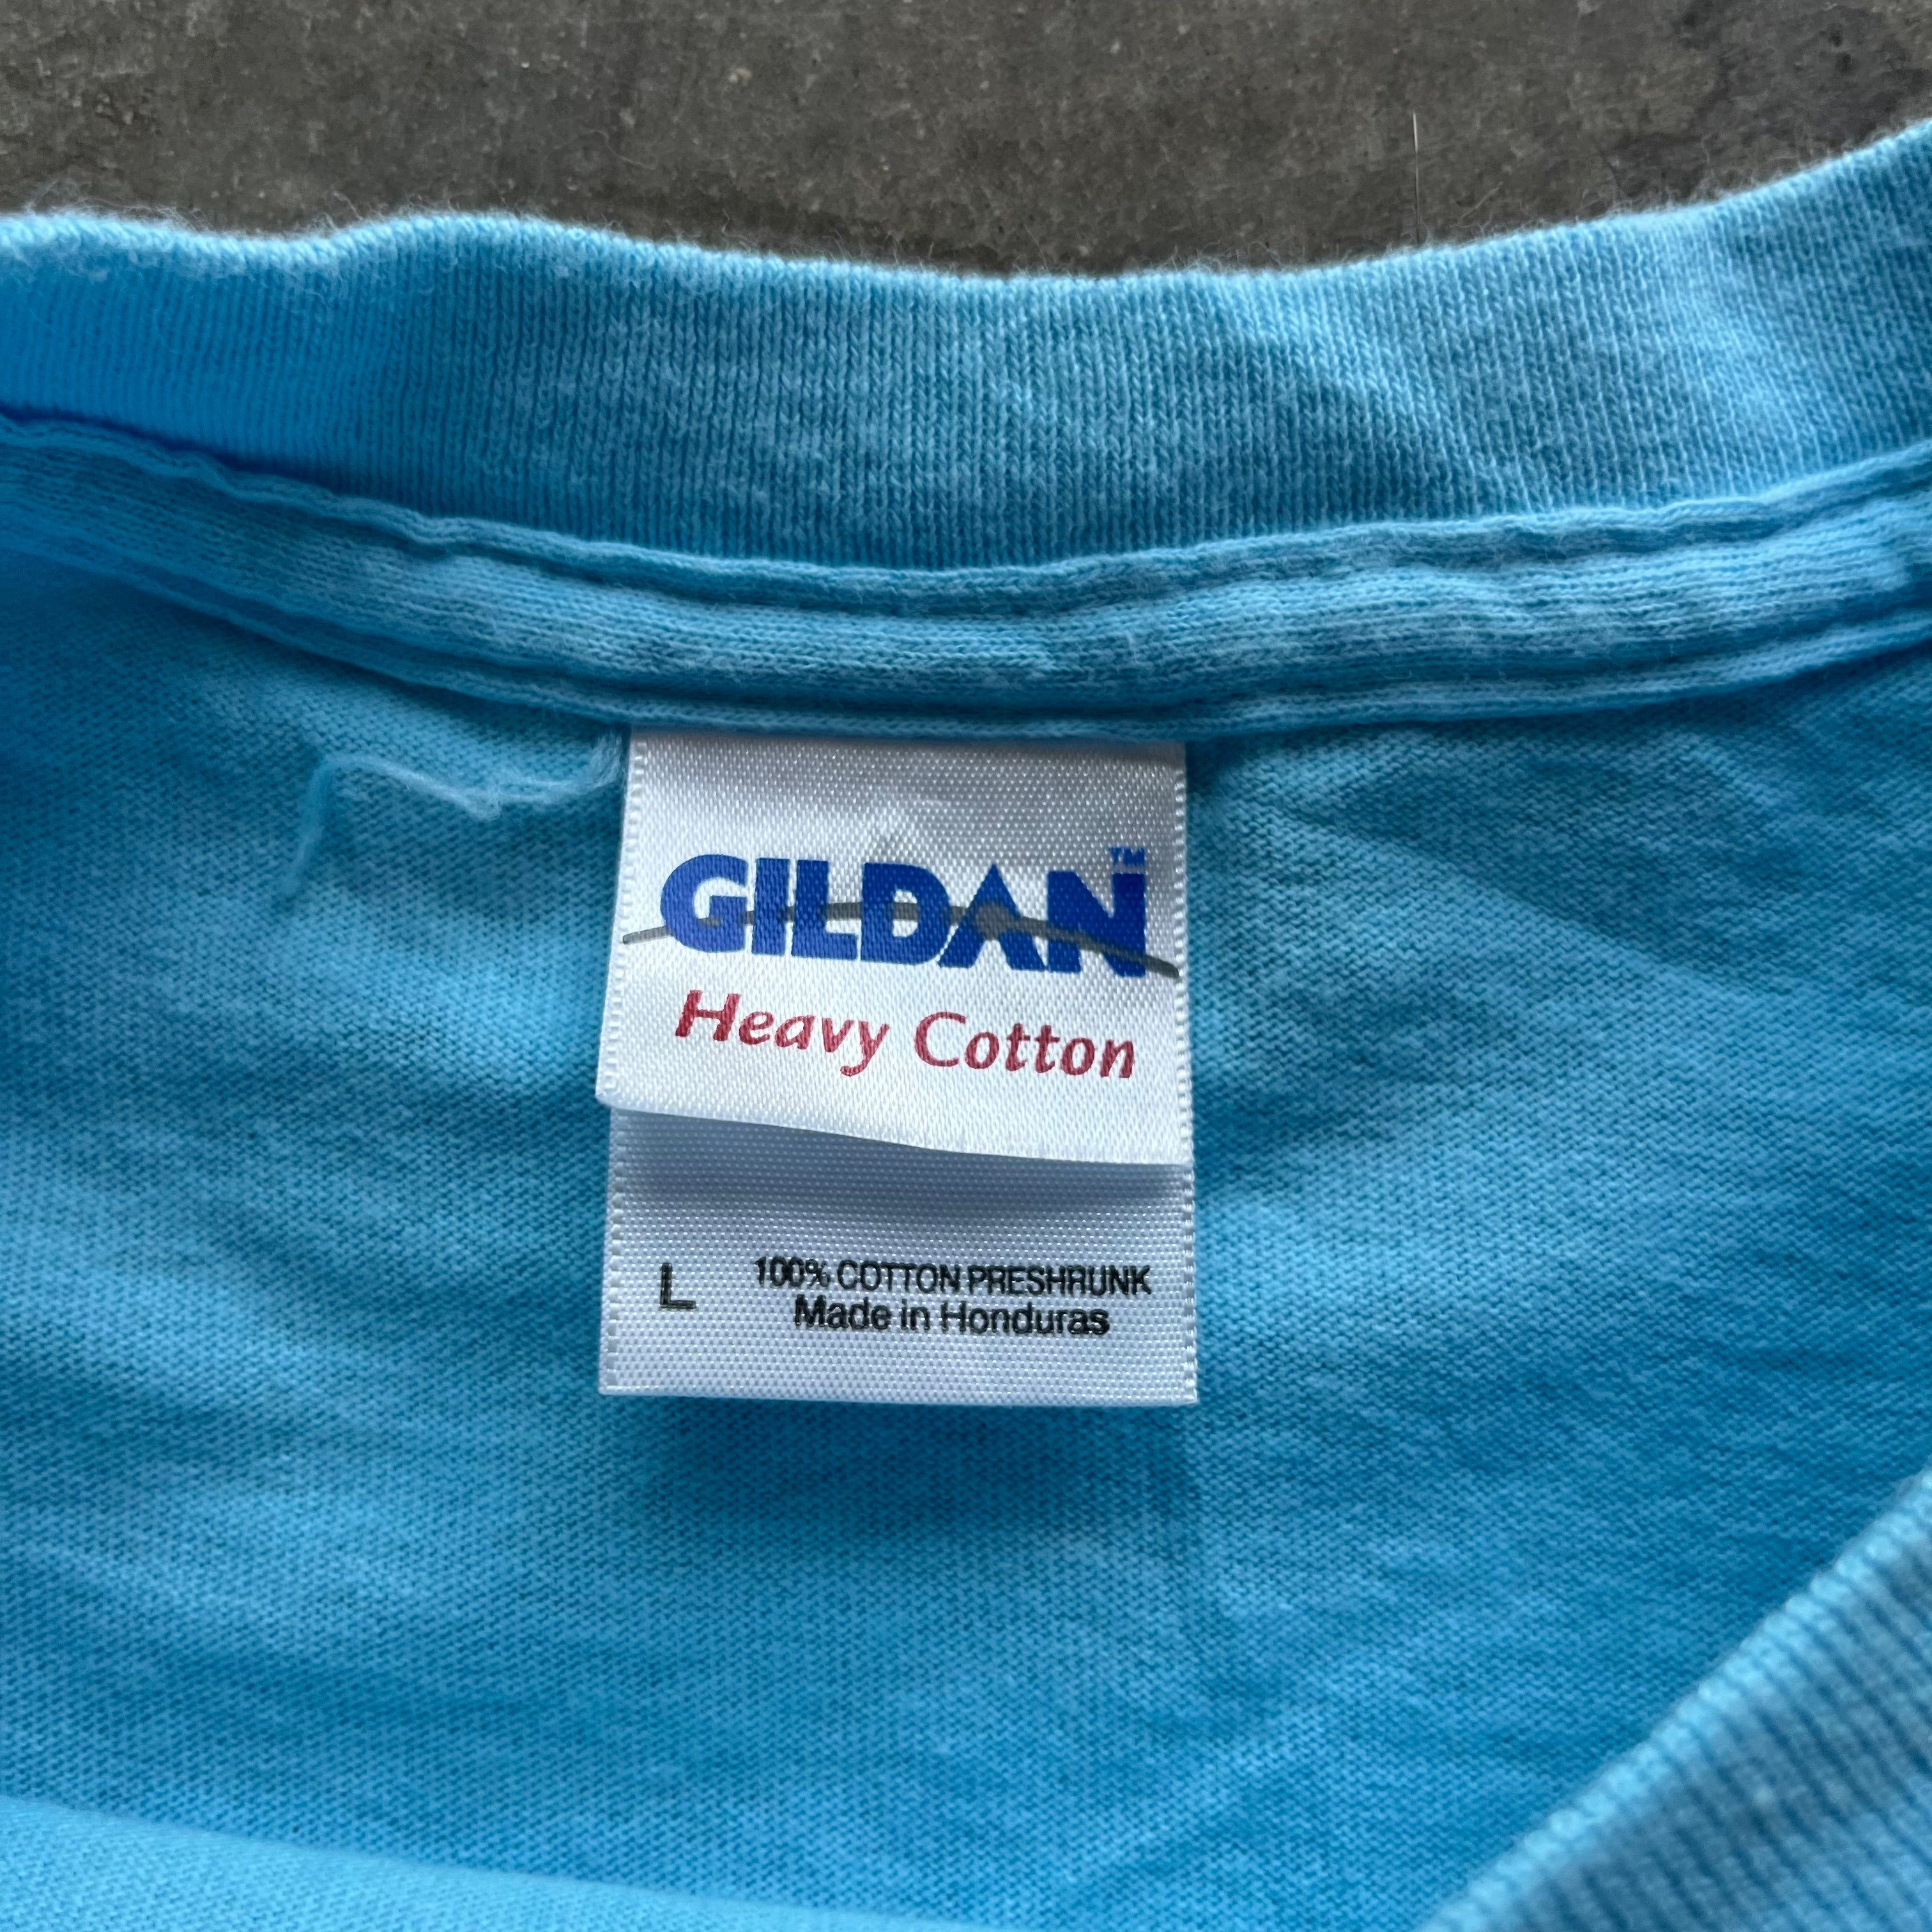 GILDAN™
Heavy Cotton
L
100% COTTON PRESHRUNK
Made in Honduras